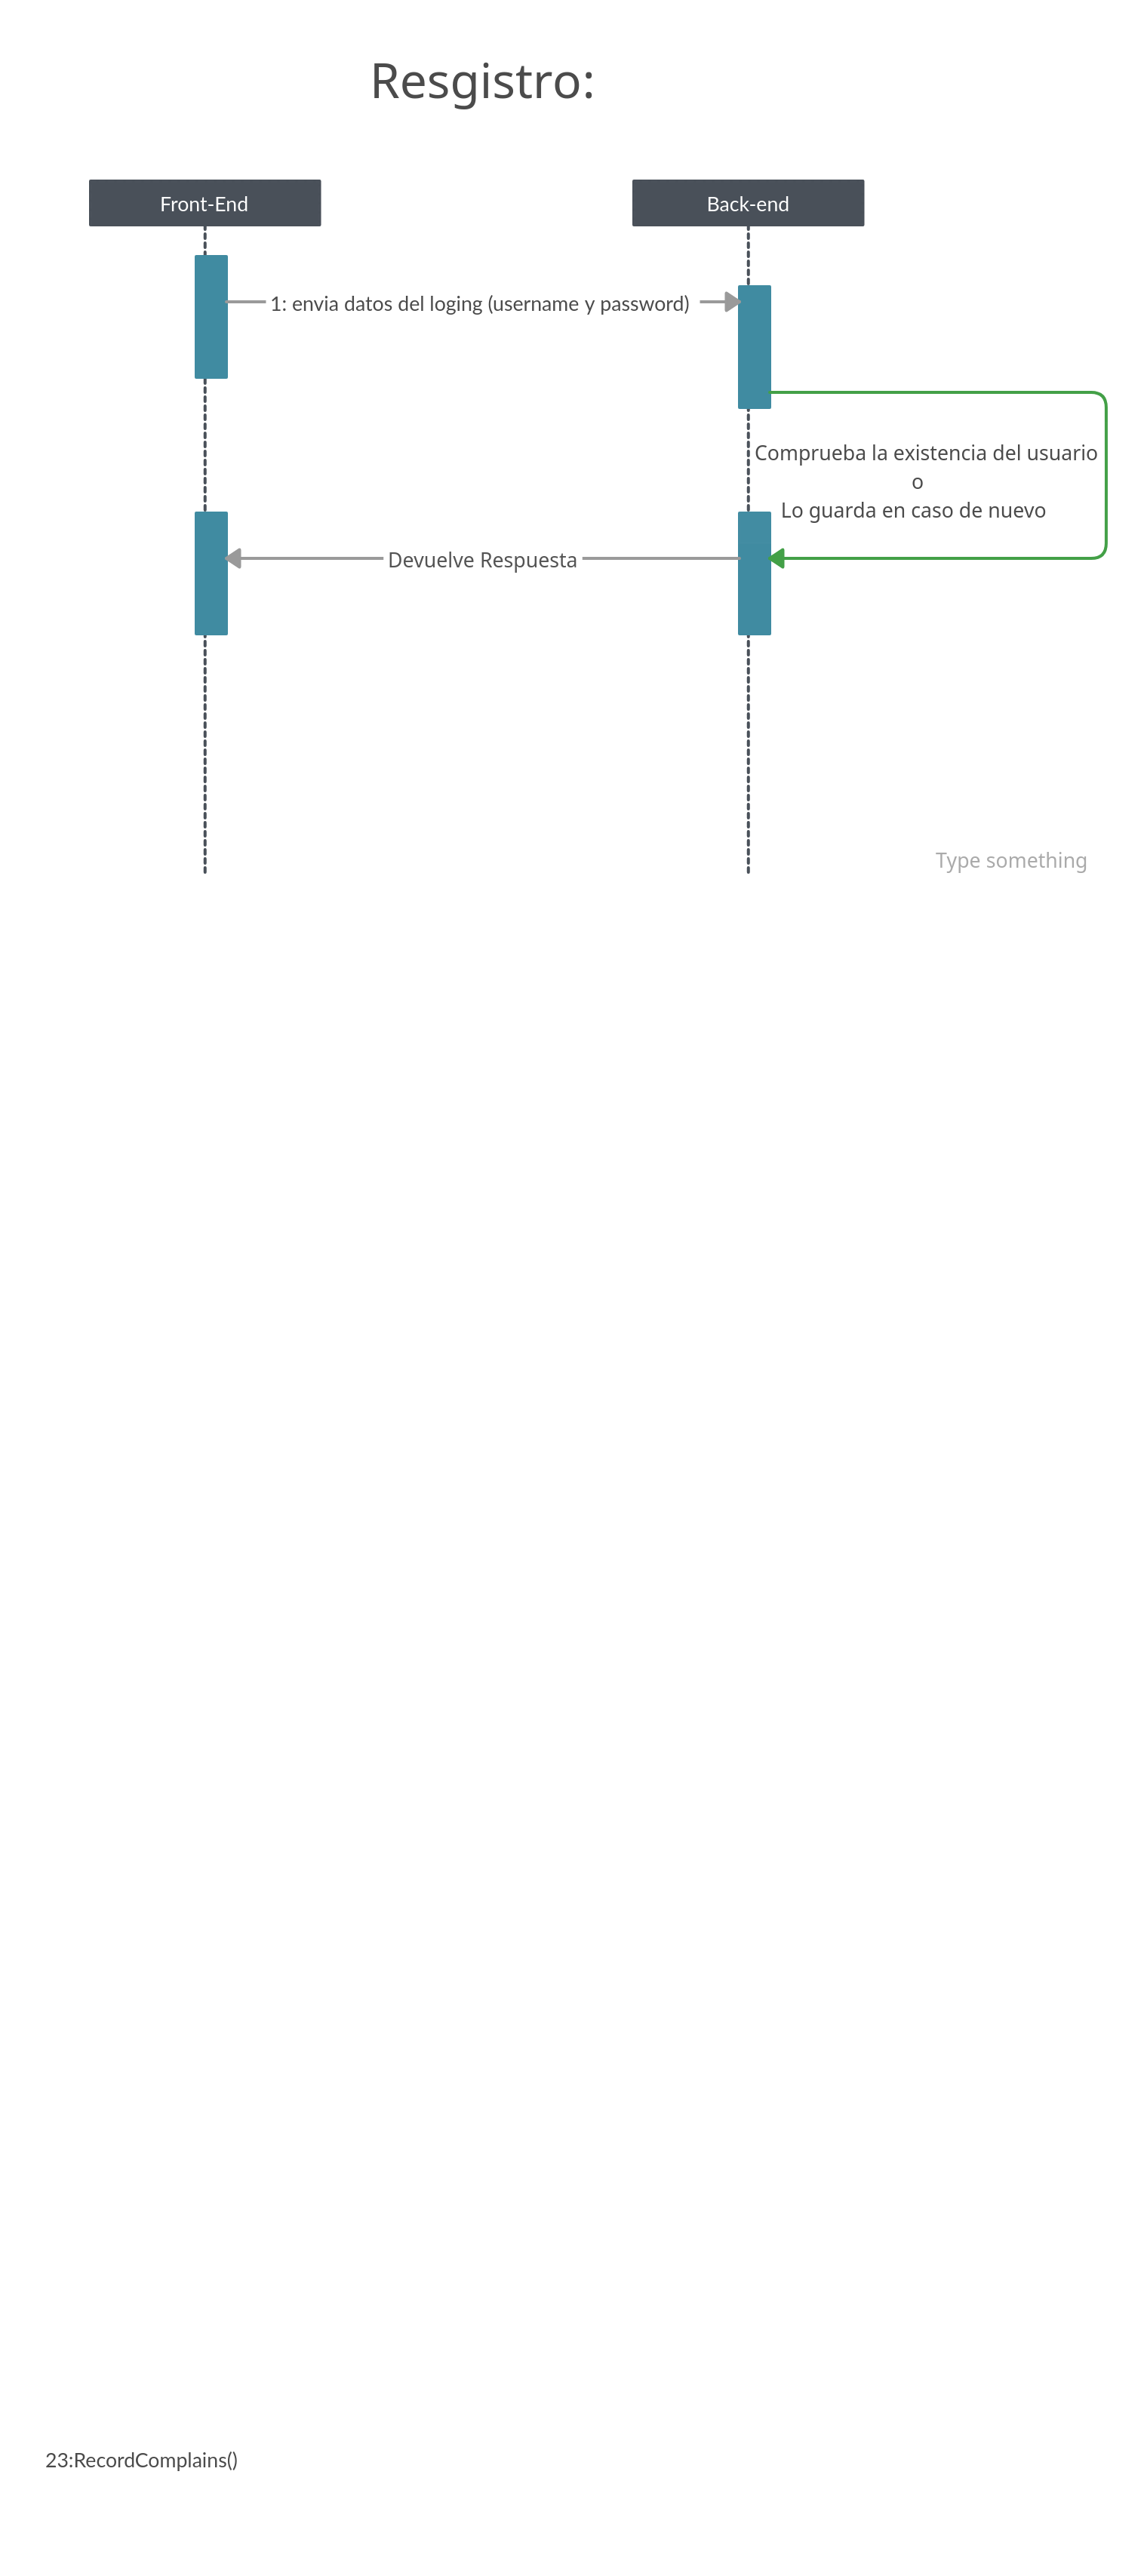 Resgistro:
Front-End
Back-end
1: envia datos del loging (username y password)
Comprueba la existencia del usuario
o
Lo guarda en caso de nuevo
Devuelve Respuesta
Type something
23:RecordComplains()